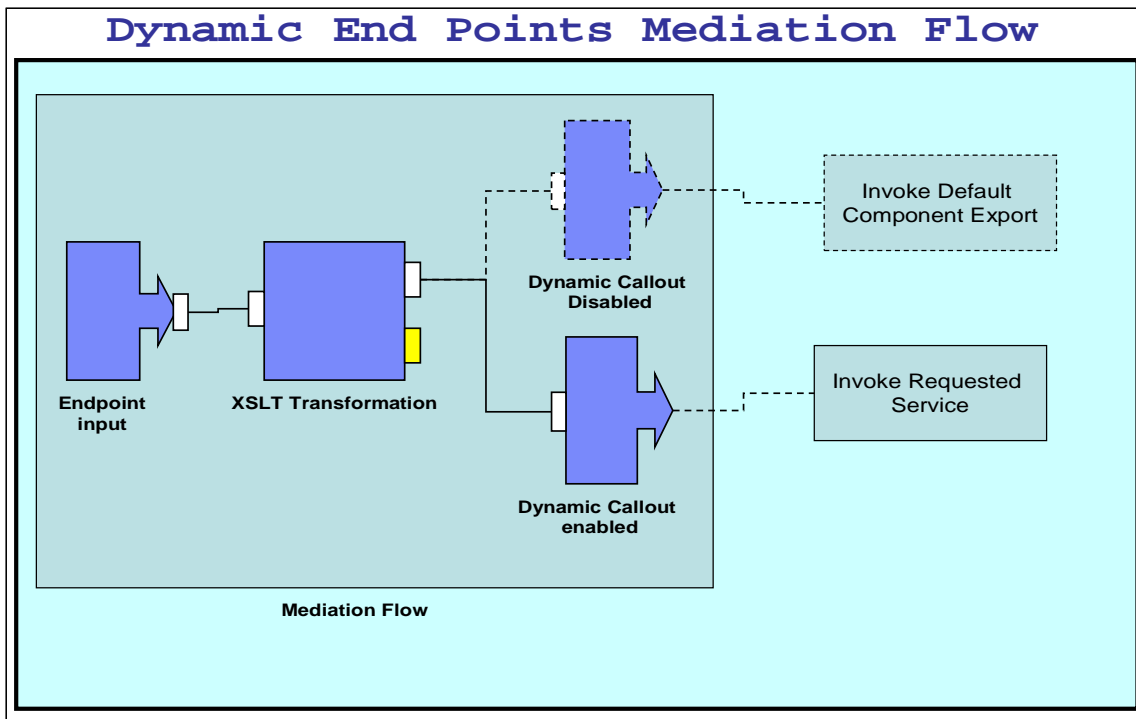 Dynamic End Points Mediation Flow
Invoke Default
Component Export
Dynamic Callout
Disabled
Endpoint
input
XSLT Transformation
Invoke Requested
Service
Dynamic Callout
enabled
Mediation Flow